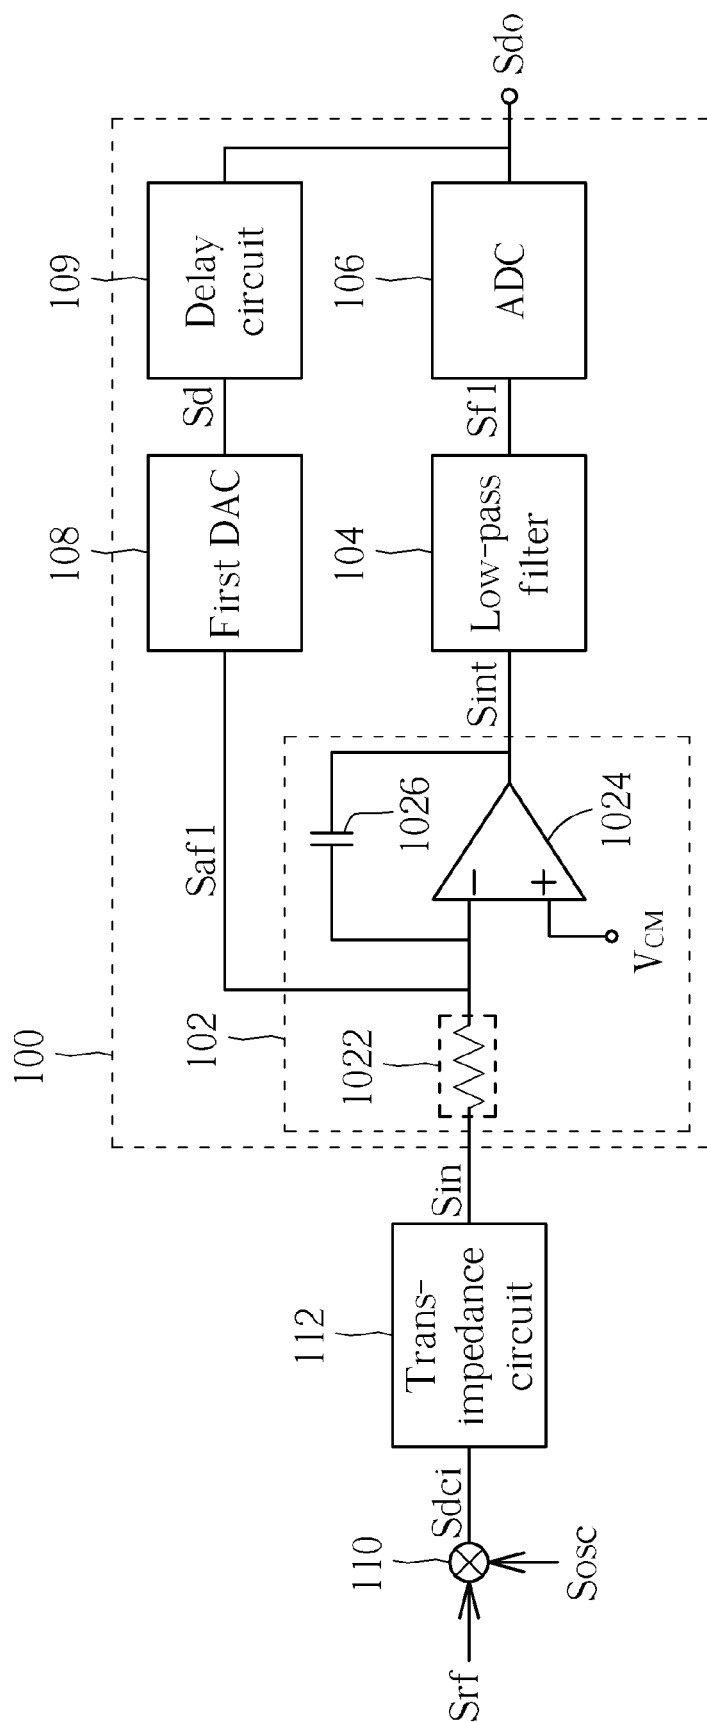 100
109
Delay
circuit
Sd
108
First DAC
Saf1
Sdo
106
ADC
Sf1
104
Low-pass
filter
Sint
102
1026
1024
VCM
1022
Sin
112
Trans-
impedance
circuit
Sdci
110
Sosc
Srf